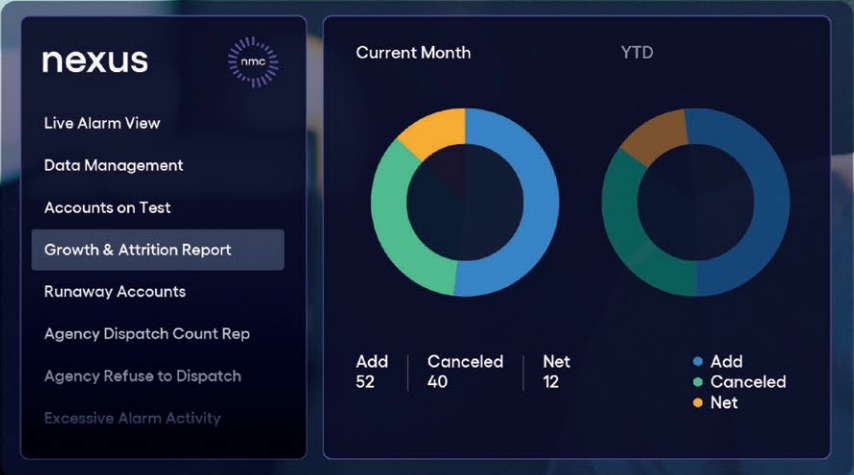 nexus
nmc
Live Alarm View
Data Management
Accounts on Test
Growth & Attrition Report
Runaway Accounts
Agency Dispatch Count Rep
Agency Refuse to Dispatch
Excessive Alarm Activity
Current Month
YTD
Add
52
Canceled
40
Net
12
Add
Canceled
Net